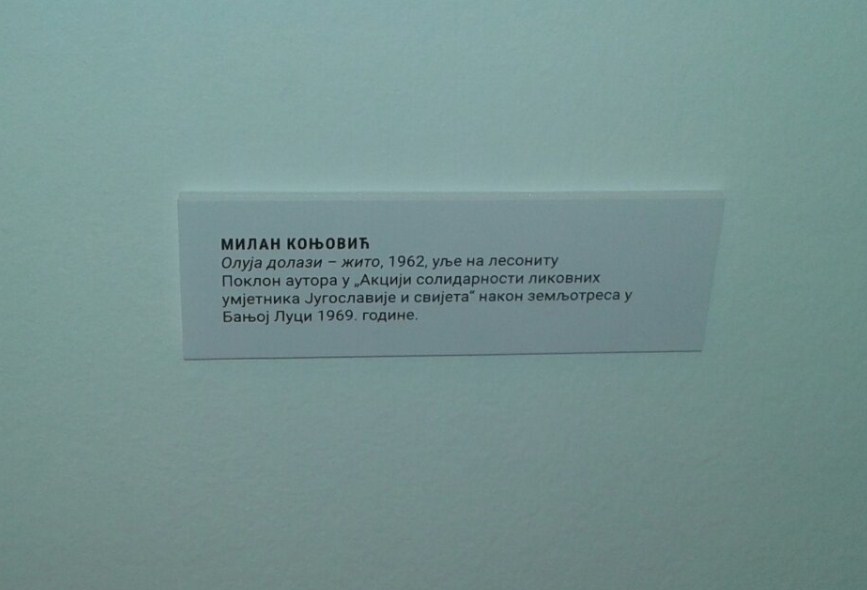 МИЛАН КОЊОВИЋ
Олуја долази – жито, 1962, уље на лесониту
Поклон аутора у „Акцији солидарности ликовних
умјетника Југославије и свијета“ након земљотреса у
Бањој Луци 1969. године.